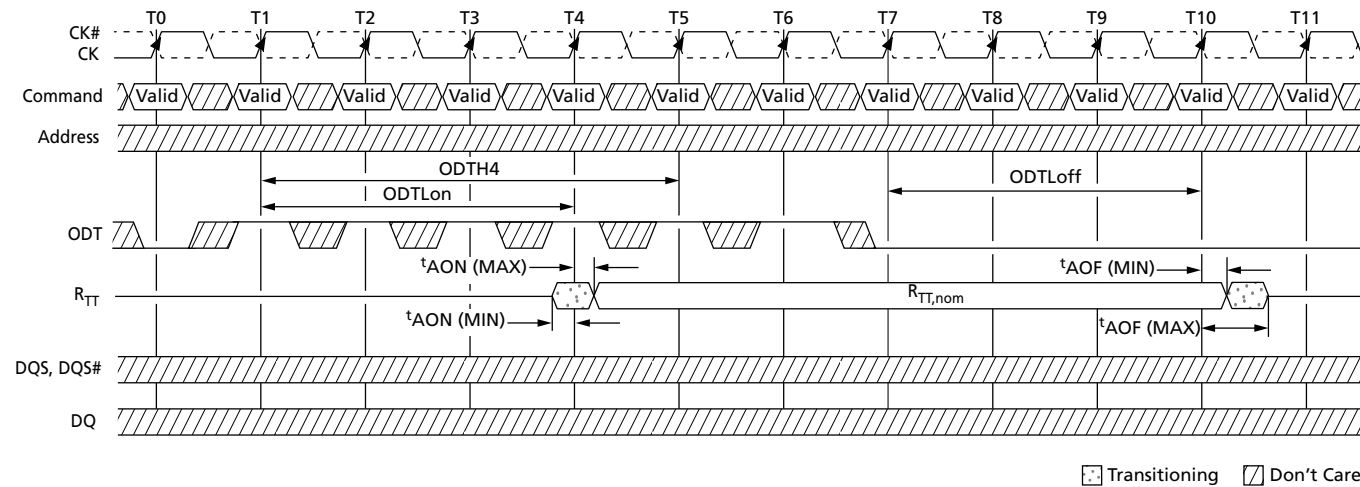 T0 T1 T2 T3 T4 T5 T6 T7 T8 T9 T10 T11
CK#
CK
Command Valid Valid Valid Valid Valid Valid Valid Valid Valid Valid Valid Valid
Address
ODTH4
ODTLoff
ODTLon
ODT
tAON (MAX) tAOF (MIN)
RTT RTT,nom
tAON (MIN) tAOF (MAX)
DQS, DQS#
DQ
Transitioning Don't Care